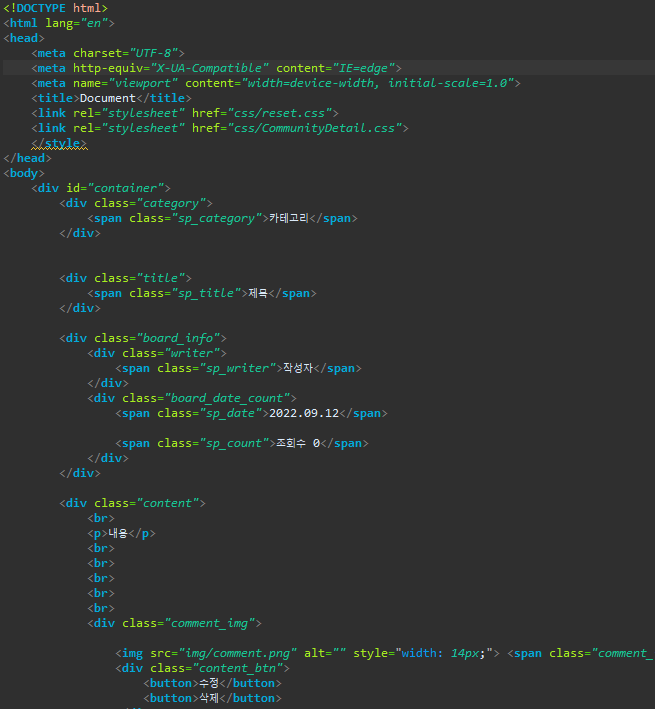 <!DOCTYPE html>
<html lang="en">
<head>
    <meta charset="UTF-8">
    <meta http-equiv="X-UA-Compatible" content="IE=edge">
    <meta name="viewport" content="width=device-width, initial-scale=1.0">
    <title>Document</title>
    <link rel="stylesheet" href="css/reset.css">
    <link rel="stylesheet" href="css/CommunityDetail.css">
    </style>
</head>
<body>
    <div id="container">
        <div class="category">
            <span class="sp_category">카테고리</span>
        </div>
        <div class="title">
            <span class="sp_title">제목</span>
        </div>
        <div class="board_info">
            <div class="writer">
                <span class="sp_writer">작성자</span>
            </div>
            <div class="board_date_count">
                <span class="sp_date">2022.09.12</span>
                <span class="sp_count">조회수 0</span>
            </div>
        </div>
        <div class="content">
            <br>
            <p>내용</p>
            <br>
            <br>
            <br>
            <br>
            <br>
            <div class="comment_img">
                <img src="img/comment.png" alt="" style="width: 14px;"> <span class="comment_
                <div class="content_btn">
                    <button>수정</button>
                    <button>삭제</button>